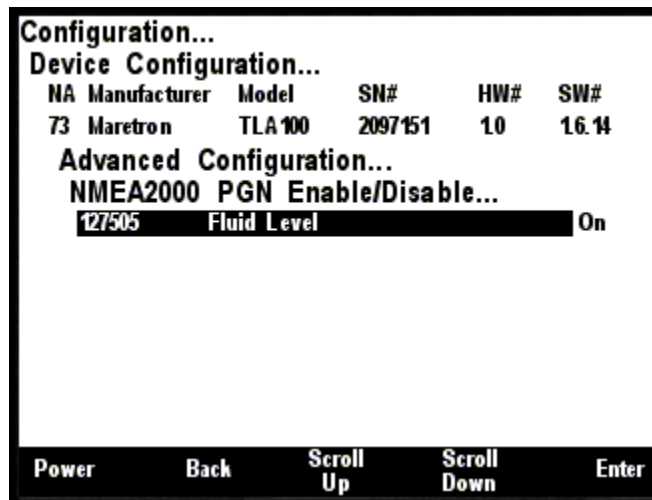 Configuration...
Device Configuration...
NA Manufacturer Model SN# HW# SW#
73 Maretron TLA100 2097151 1.0 1.6.14
Advanced Configuration...
NMEA2000 PGN Enable/Disable...
127505 Fluid Level On
Power Back Scroll Up Scroll Down Enter